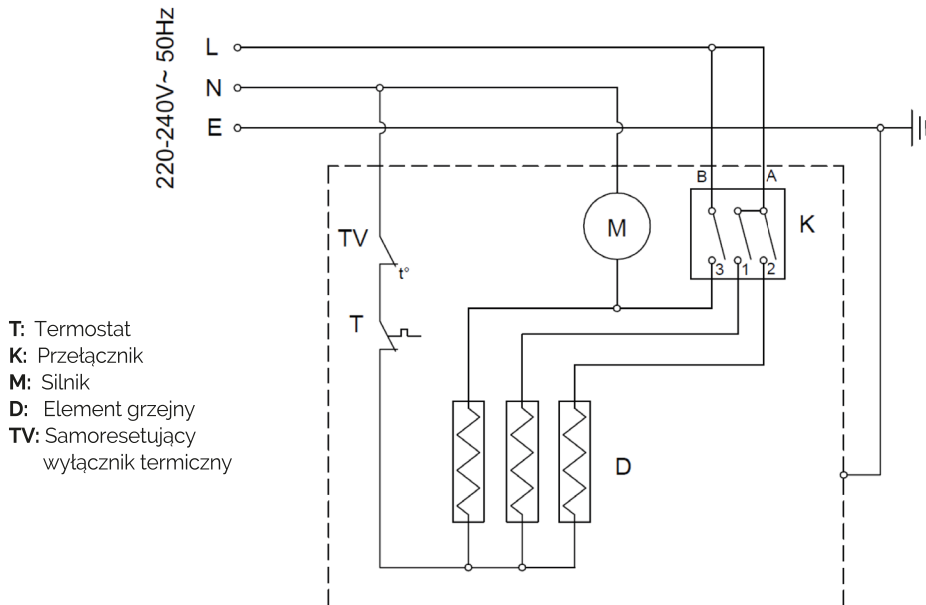 220-240V~ 50Hz
L
N
E
B A
K
M
TV
t°
3 1 2
T
T: Termostat
K: Przełącznik
M: Silnik
D: Element grzejny
TV: Samoresetujący
wyłącznik termiczny
D